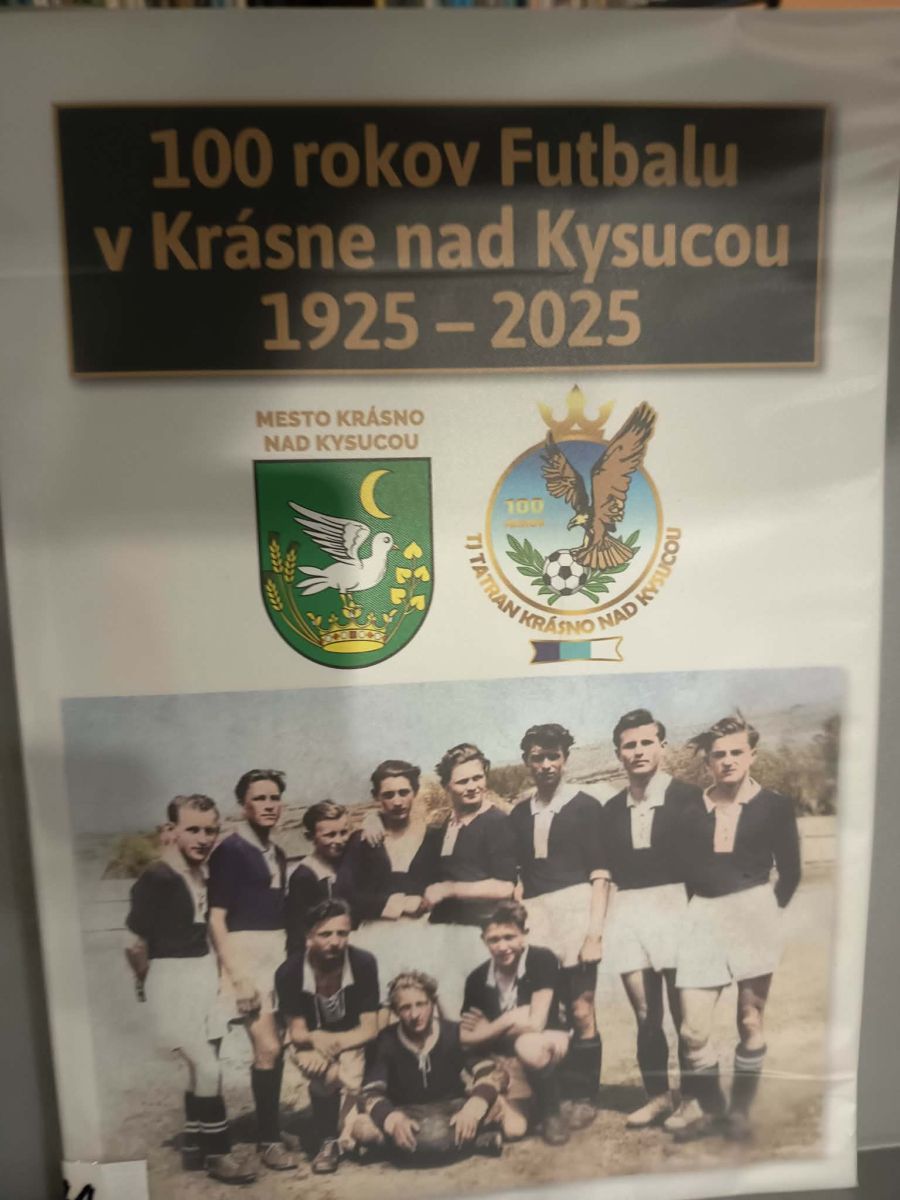 100 rokov Futbalu
v Krásne nad Kysucou
1925 – 2025
MESTO KRÁSNO
NAD KYSUCOU
100
TJ TATRAN KRÁSNO NAD KYSUCOU